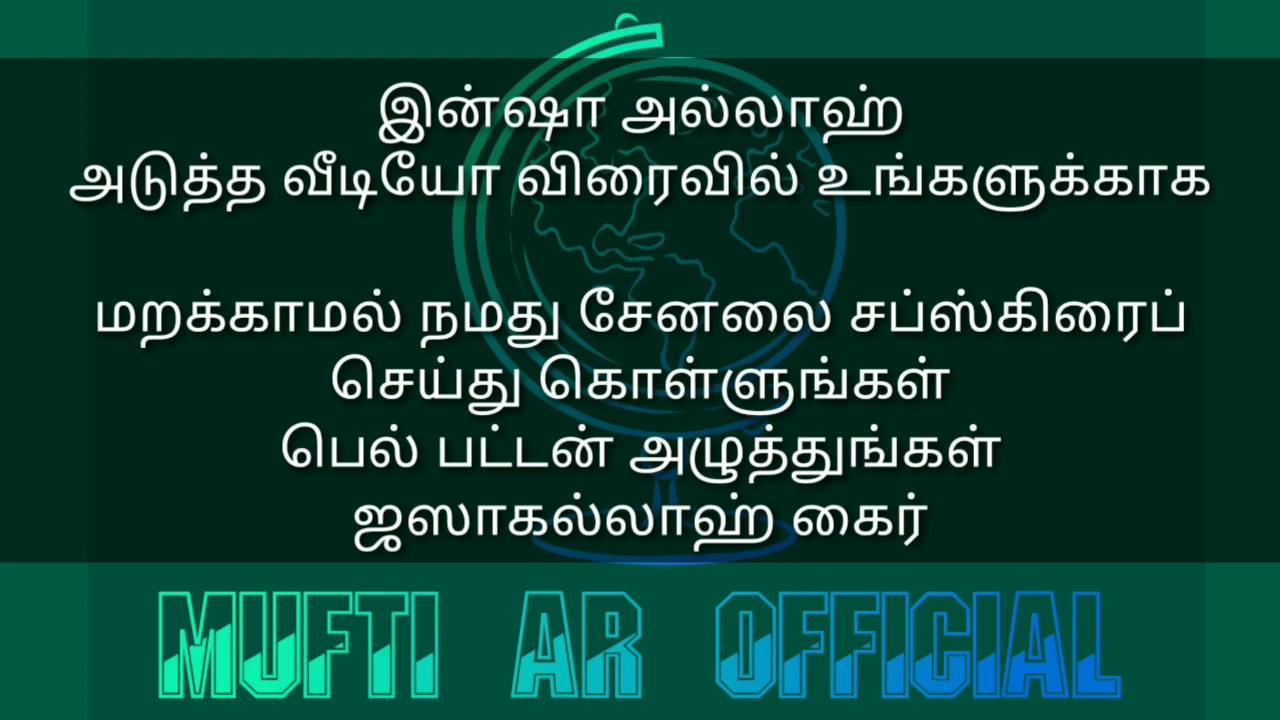 இன்ஷா அல்லாஹ்
அடுத்த வீடியோ விரைவில் உங்களுக்காக
மறக்காமல் நமது சேனலை சப்ஸ்கிரைப்
செய்து கொள்ளுங்கள்
பெல் பட்டன் அழுத்துங்கள்
ஜஸாகல்லாஹ் கைர்
MUFTI AR OFFICIAL